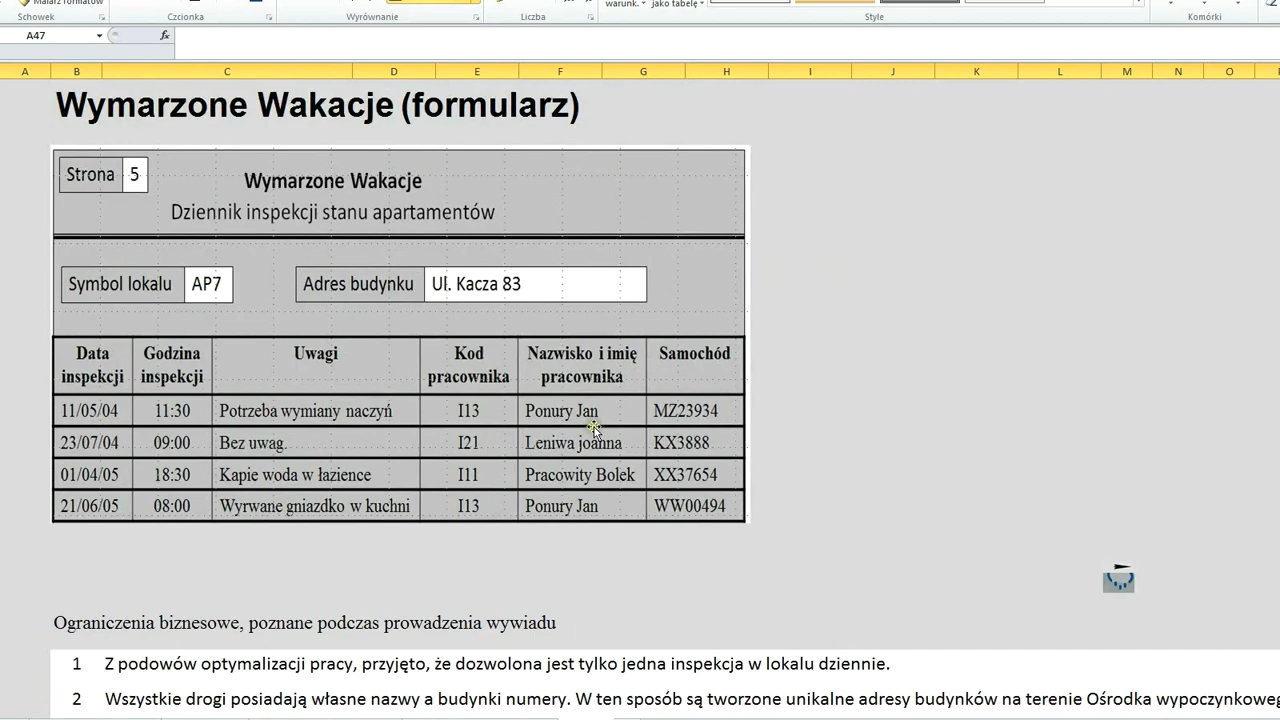 Malarz formatów
warunk. jako tabelę
Schowek Czcionka Wyrównanie Liczba Style Komórki
A47 fx
A B C D E F G H I J K L M N O
Wymarzone Wakacje (formularz)
Strona 5
Wymarzone Wakacje
Dziennik inspekcji stanu apartamentów
Symbol lokalu AP7 Adres budynku Ul. Kacza 83
Data inspekcji Godzina inspekcji Uwagi Kod pracownika Nazwisko i imię pracownika Samochód
11/05/04 11:30 Potrzeba wymiany naczyń I13 Ponury Jan MZ23934
23/07/04 09:00 Bez uwag. I21 Leniwa joanna KX3888
01/04/05 18:30 Kapie woda w łazience I11 Pracowity Bolek XX37654
21/06/05 08:00 Wyrwane gniazdko w kuchni I13 Ponury Jan WW00494
Ograniczenia biznesowe, poznane podczas prowadzenia wywiadu
1 Z podowów optymalizacji pracy, przyjęto, że dozwolona jest tylko jedna inspekcja w lokalu dziennie.
2 Wszystkie drogi posiadają własne nazwy a budynki numery. W ten sposób są tworzone unikalne adresy budynków na terenie Ośrodka wypoczynkoweg